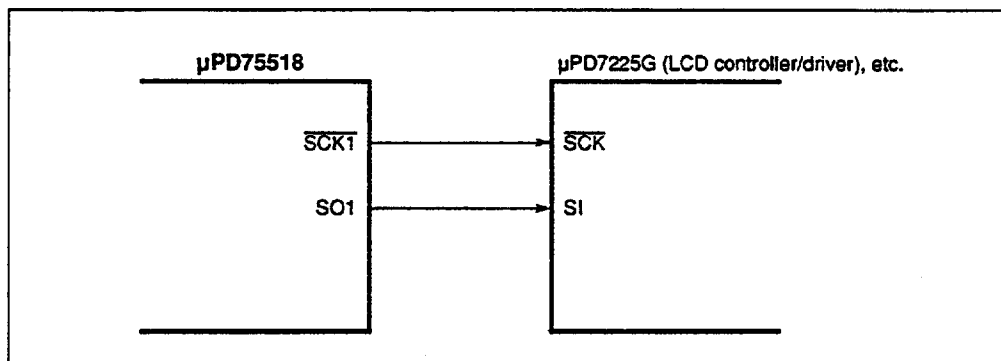 µPD75518
µPD7225G (LCD controller/driver), etc.
SCK1 SCK
SO1 SI